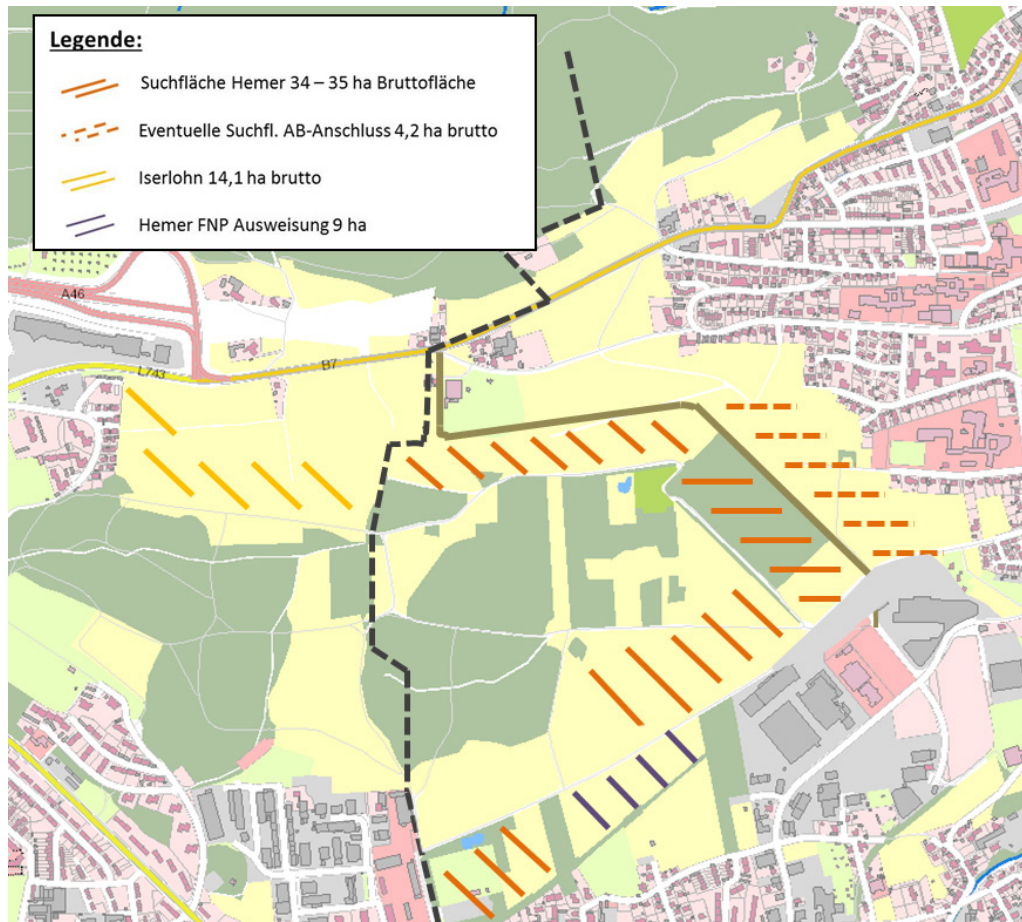 Legende:
Suchfläche Hemer 34 – 35 ha Bruttofläche
Eventuelle Suchfl. AB-Anschluss 4,2 ha brutto
Iserlohn 14,1 ha brutto
Hemer FNP Ausweisung 9 ha
A46
L743
B7